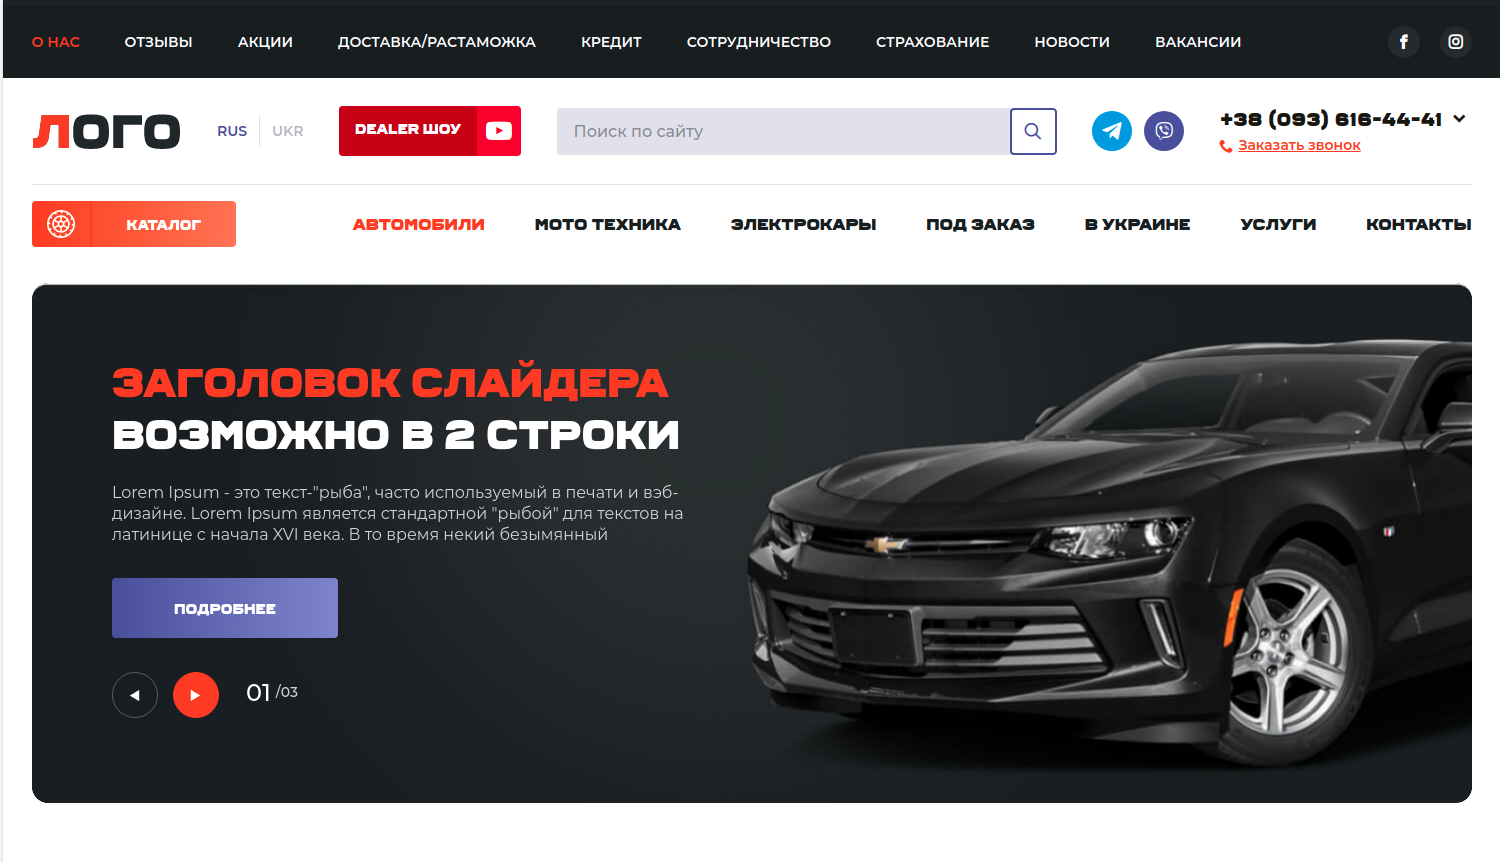 О НАС ОТЗЫВЫ АКЦИИ ДОСТАВКА/РАСТАМОЖКА КРЕДИТ СОТРУДНИЧЕСТВО СТРАХОВАНИЕ НОВОСТИ ВАКАНСИИ
ЛОГО RUS UKR DEALER ШОУ Поиск по сайту +38 (093) 616-44-41
Заказать звонок
КАТАЛОГ АВТОМОБИЛИ МОТО ТЕХНИКА ЭЛЕКТРОКАРЫ ПОД ЗАКАЗ В УКРАИНЕ УСЛУГИ КОНТАКТЫ
ЗАГОЛОВОК СЛАЙДЕРА
ВОЗМОЖНО В 2 СТРОКИ
Lorem Ipsum - это текст-"рыба", часто используемый в печати и вэб-
дизайне. Lorem Ipsum является стандартной "рыбой" для текстов на
латинице с начала XVI века. В то время некий безымянный
ПОДРОБНЕЕ
01 /03